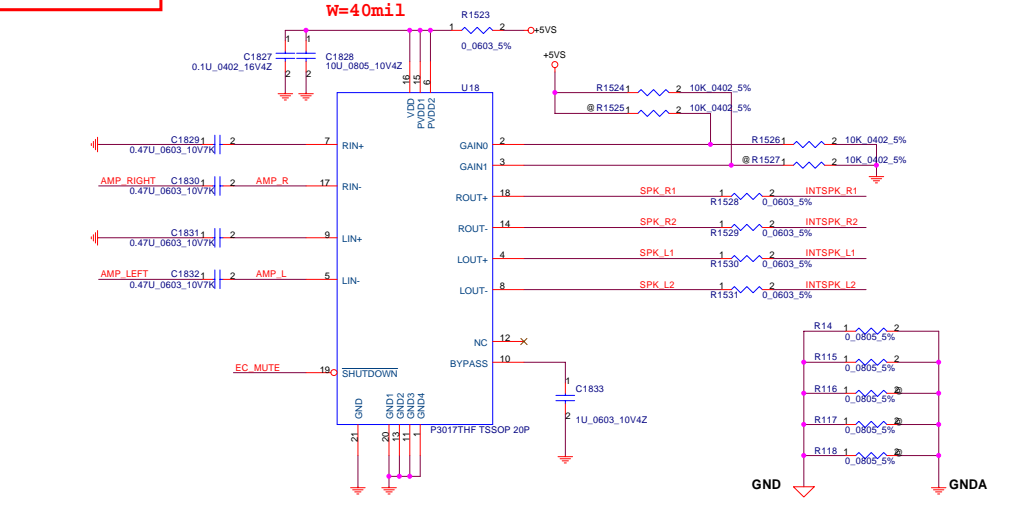 W=40mil
R1523
1 2 +5VS
0_0603_5%
+5VS
C1827
0.1U_0402_16V4Z
1
2
C1828
10U_0805_10V4Z
1
2
R1524 1 2 10K_0402_5%
@ R1525 1 2 10K_0402_5%
R1526 1 2 10K_0402_5%
@ R1527 1 2 10K_0402_5%
U18
16 15 6
VDD PVDD1 PVDD2
C1829 1 2 7 RIN+
0.47U_0603_10V7K
AMP_RIGHT C1830 1 2 AMP_R 17 RIN-
0.47U_0603_10V7K
C1831 1 2 9 LIN+
0.47U_0603_10V7K
AMP_LEFT C1832 1 2 AMP_L 5 LIN-
0.47U_0603_10V7K
EC_MUTE 19 SHUTDOWN
GAIN0 2
GAIN1 3
ROUT+ 18 SPK_R1 1 2 INTSPK_R1
R1528 0_0603_5%
ROUT- 14 SPK_R2 1 2 INTSPK_R2
R1529 0_0603_5%
LOUT+ 4 SPK_L1 1 2 INTSPK_L1
R1530 0_0603_5%
LOUT- 8 SPK_L2 1 2 INTSPK_L2
R1531 0_0603_5%
NC 12
BYPASS 10
1
C1833
2 1U_0603_10V4Z
GND GND1 GND2 GND3 GND4
21 20 13 11 1
P3017THF TSSOP 20P
R14 1 2
0_0805_5%
R115 1 2
0_0805_5%
R116 1 2 @
0_0805_5%
R117 1 2 @
0_0805_5%
R118 1 2 @
0_0805_5%
GND
GNDA